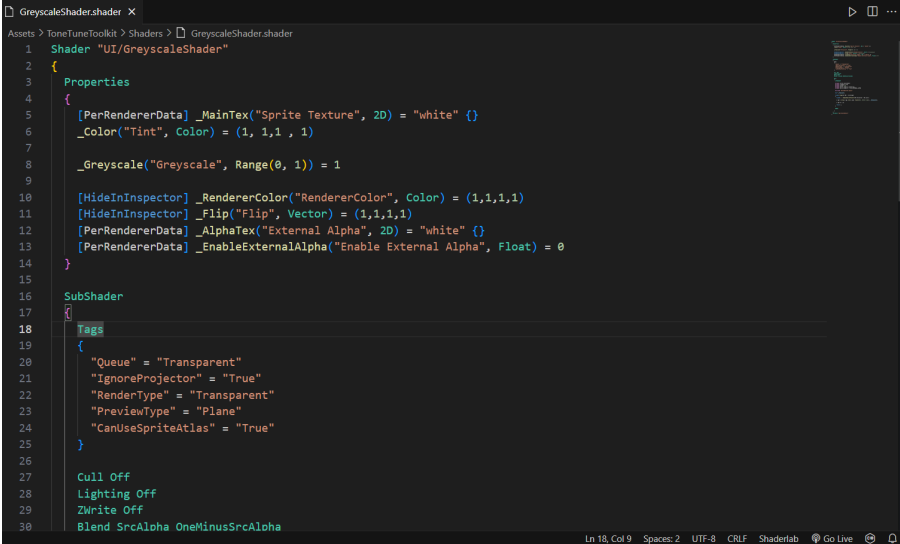 GreyscaleShader.shader
Assets > ToneTuneToolkit > Shaders > GreyscaleShader.shader
1 Shader "UI/GreyscaleShader"
2 {
3 Properties
4 {
5 [PerRendererData] _MainTex("Sprite Texture", 2D) = "white" {}
6 _Color("Tint", Color) = (1, 1,1 , 1)
7
8 _Greyscale("Greyscale", Range(0, 1)) = 1
9
10 [HideInInspector] _RendererColor("RendererColor", Color) = (1,1,1,1)
11 [HideInInspector] _Flip("Flip", Vector) = (1,1,1,1)
12 [PerRendererData] _AlphaTex("External Alpha", 2D) = "white" {}
13 [PerRendererData] _EnableExternalAlpha("Enable External Alpha", Float) = 0
14 }
15
16 SubShader
17 {
18 Tags
19 {
20 "Queue" = "Transparent"
21 "IgnoreProjector" = "True"
22 "RenderType" = "Transparent"
23 "PreviewType" = "Plane"
24 "CanUseSpriteAtlas" = "True"
25 }
26
27 Cull Off
28 Lighting Off
29 ZWrite Off
30 Blend SrcAlpha OneMinusSrcAlpha
Ln 18, Col 9 Spaces: 2 UTF-8 CRLF Shaderlab Go Live